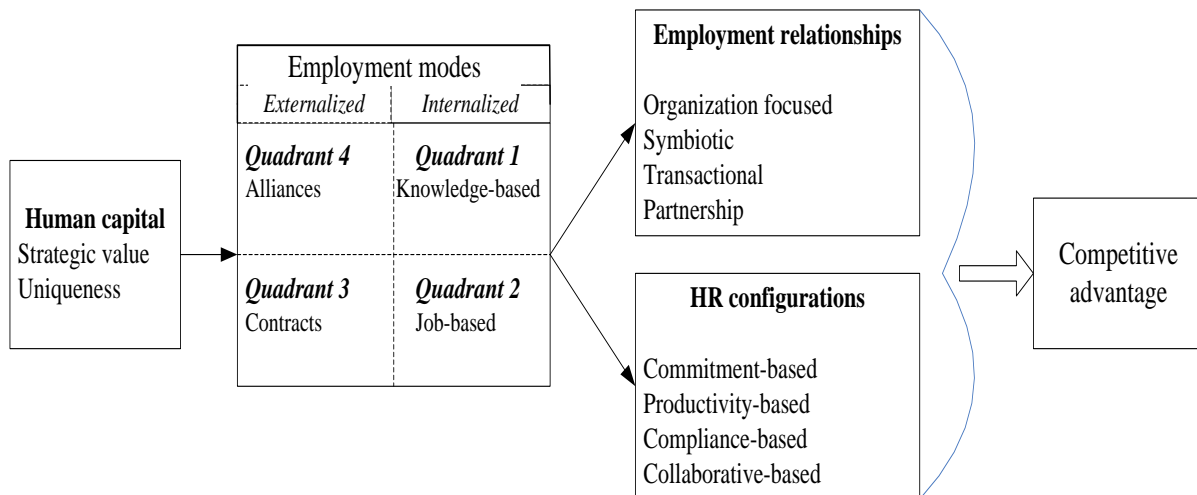 Human capital
Strategic value
Uniqueness
Employment modes
Externalized Internalized
Quadrant 4 Quadrant 1
Alliances Knowledge-based
Quadrant 3 Quadrant 2
Contracts Job-based
Employment relationships
Organization focused
Symbiotic
Transactional
Partnership
HR configurations
Commitment-based
Productivity-based
Compliance-based
Collaborative-based
Competitive
advantage